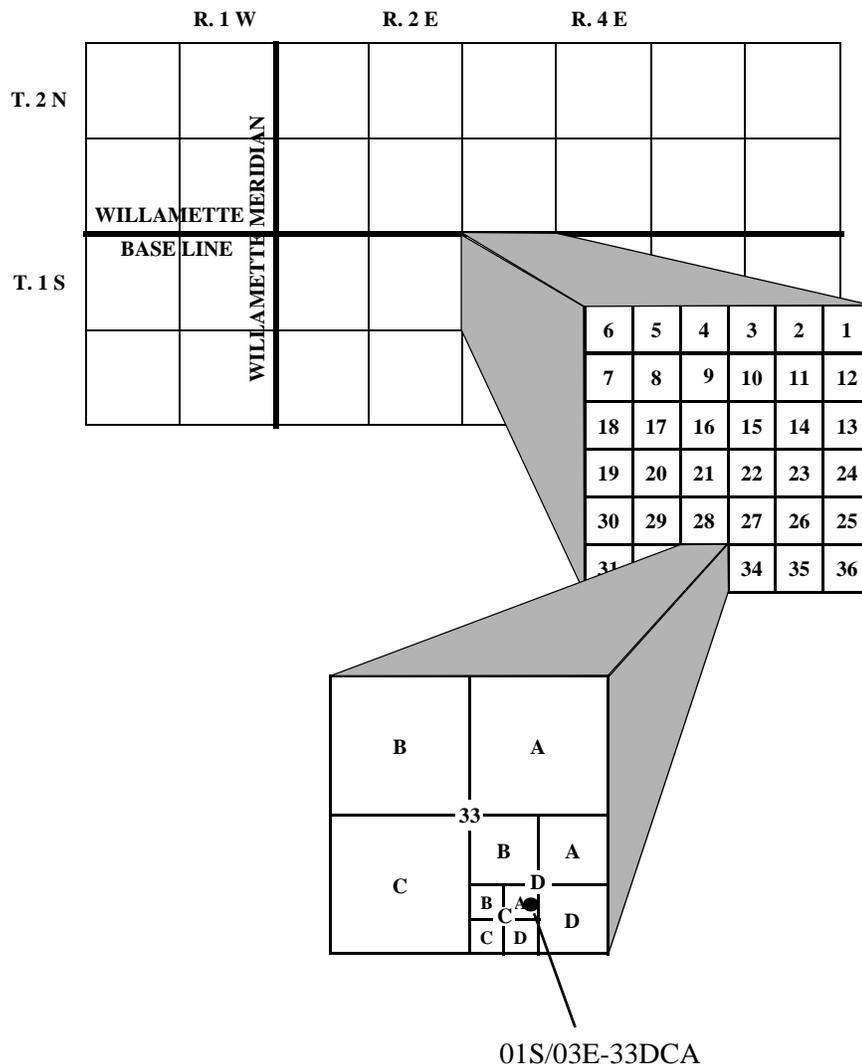 R. 1 W R. 2 E R. 4 E
T. 2 N
WILLAMETTE MERIDIAN
WILLAMETTE
BASE LINE
T. 1 S
6 5 4 3 2 1
7 8 9 10 11 12
18 17 16 15 14 13
19 20 21 22 23 24
30 29 28 27 26 25
31 34 35 36
B A
33
B A
C D
B A
C D
C D
01S/03E-33DCA